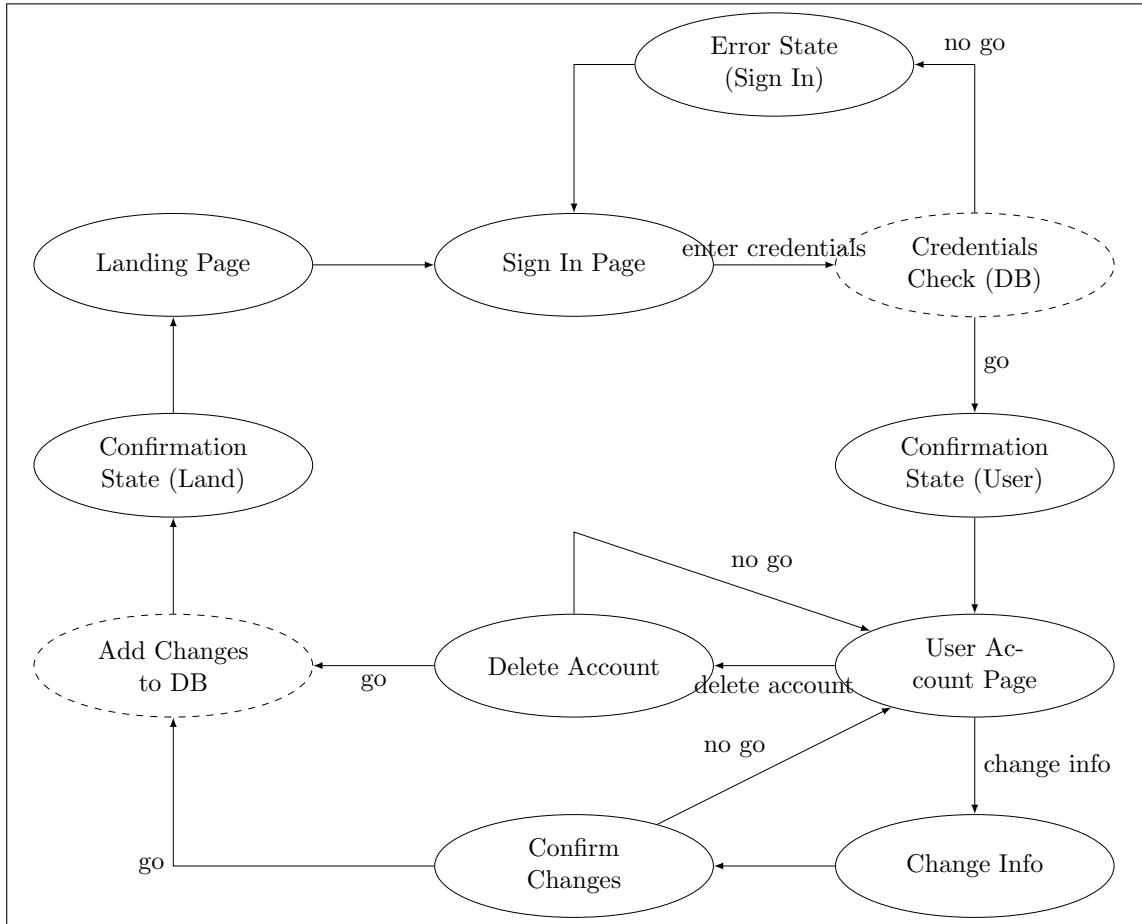 Error State
(Sign In)
no go
Landing Page
Sign In Page
enter credentials
Credentials
Check (DB)
go
Confirmation
State (Land)
Confirmation
State (User)
no go
Add Changes
to DB
go
Delete Account
delete account
User Ac-
count Page
no go
change info
go
Confirm
Changes
Change Info